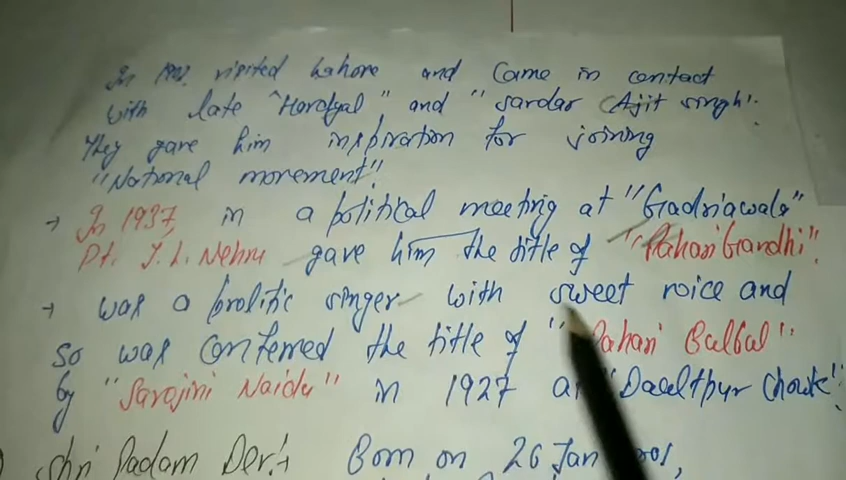 In 1902. visited Lahore and Came in contact
with late "Hardyal" and "Sardar Ajit singh".
They gave him inspiration for joining
"National movement".
→ In 1937, in a political meeting at "Gadriawala"
Pt. J. L. Nehru gave him the title of "Pahari Gandhi".
→ was a prolific singer with sweet voice and
so was Conferred the title of "Pahari Bulbul"
by "Sarojini Naidu" in 1927 at "Daultpur Chowk".
Shri Padam Dev:→ Born on 26 Jan